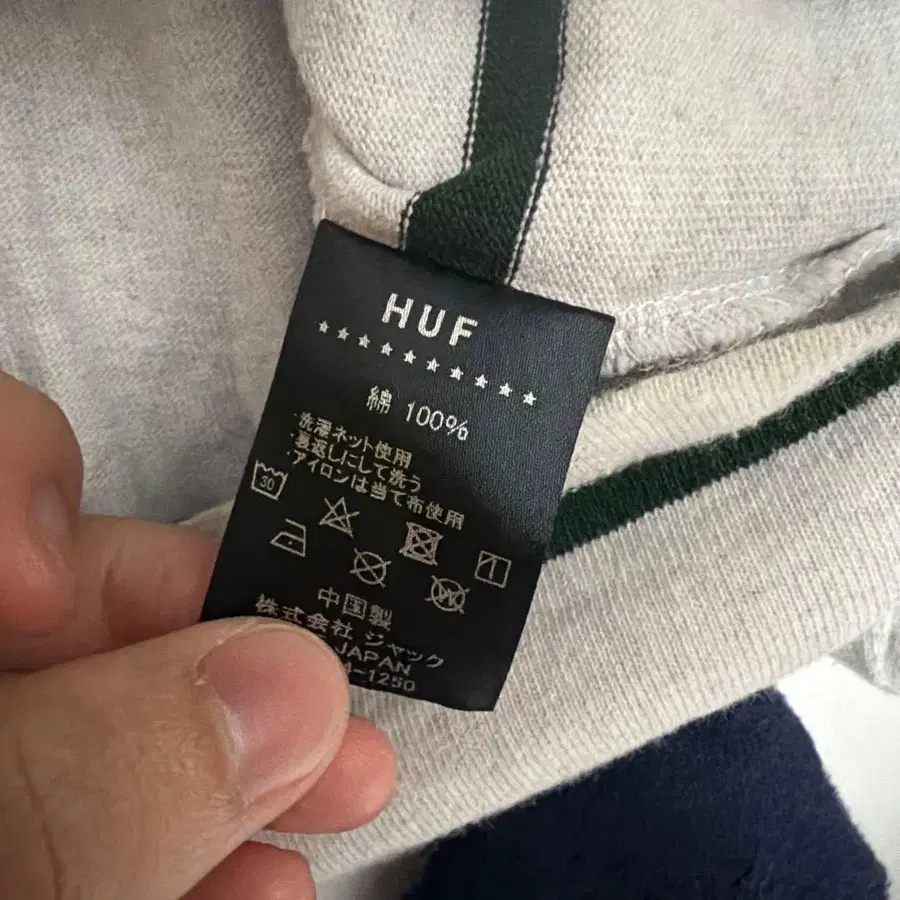 HUF
綿 100%
・洗濯ネット使用
・裏返しにして洗う
・アイロンは当て布使用
30
中国製
株式会社 ジャック
JAPAN
4-1250